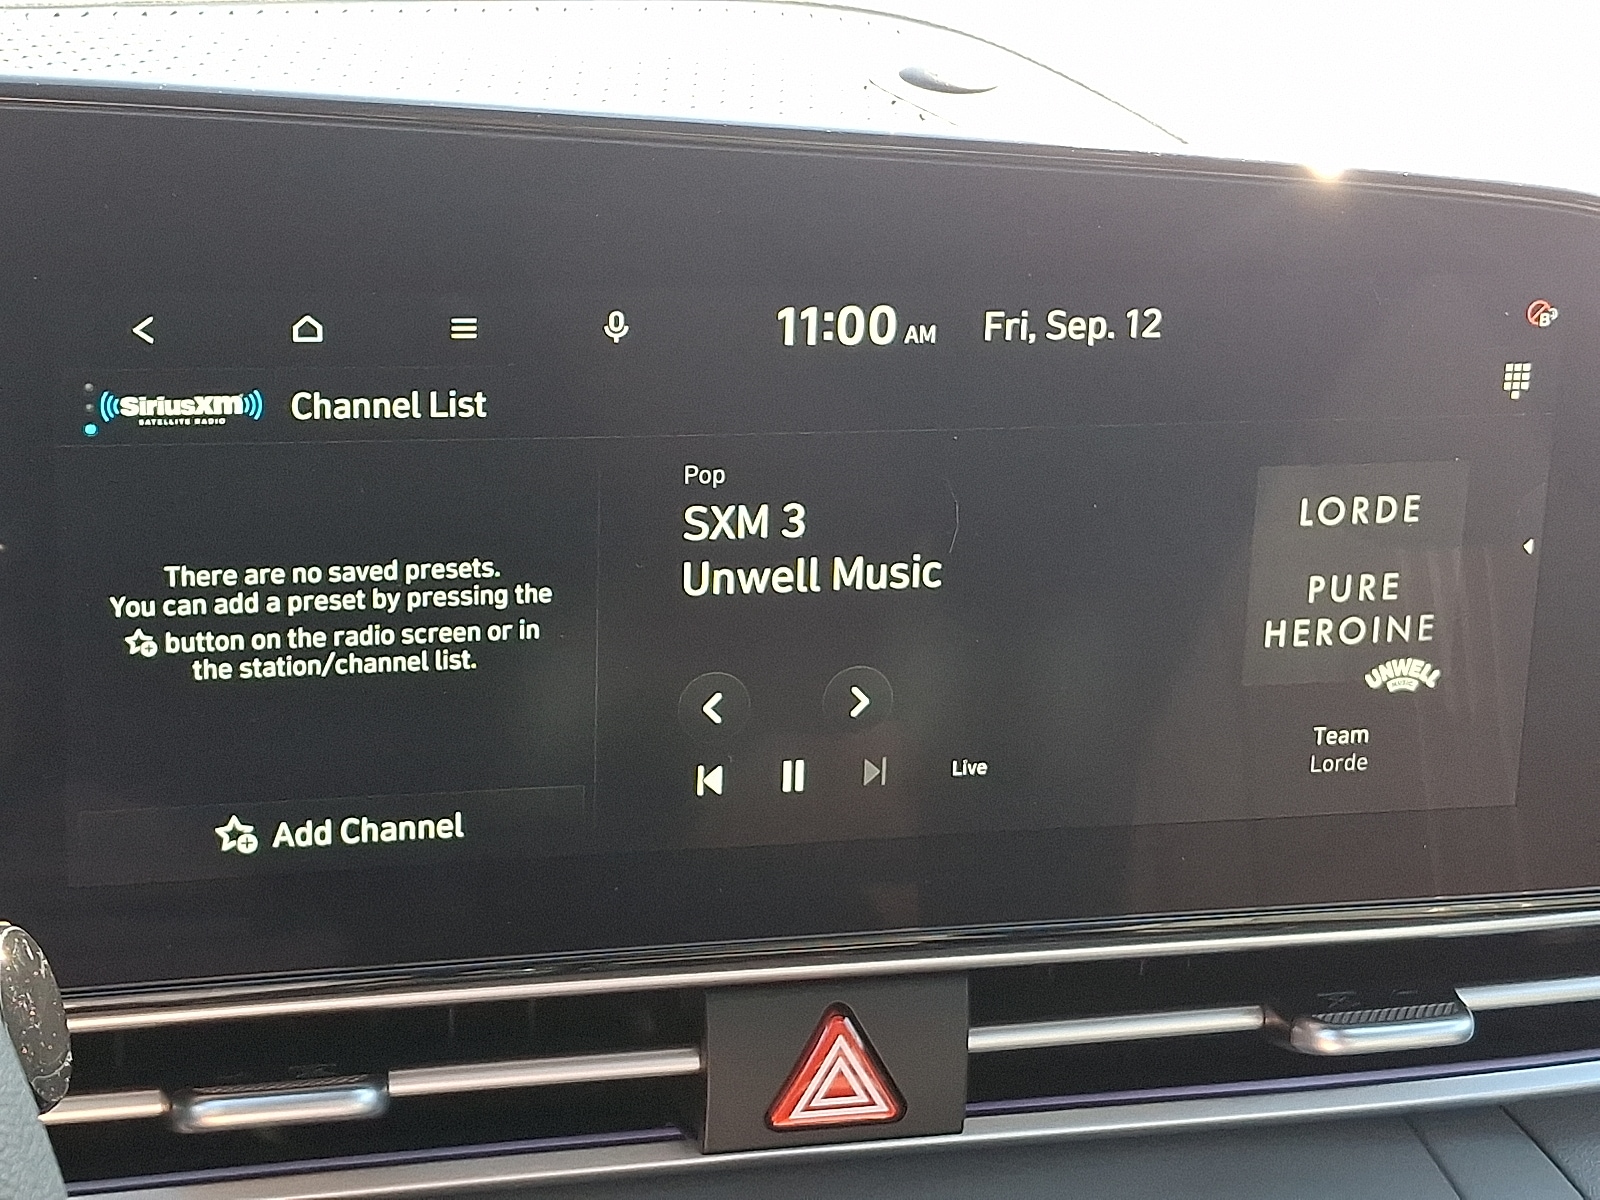 11:00 AM Fri, Sep. 12
SiriusXM Channel List
SATELLITE RADIO
There are no saved presets.
You can add a preset by pressing the
button on the radio screen or in
the station/channel list.
Add Channel
Pop
SXM 3
Unwell Music
Live
LORDE
PURE
HEROINE
UNWELL
MUSIC
Team
Lorde